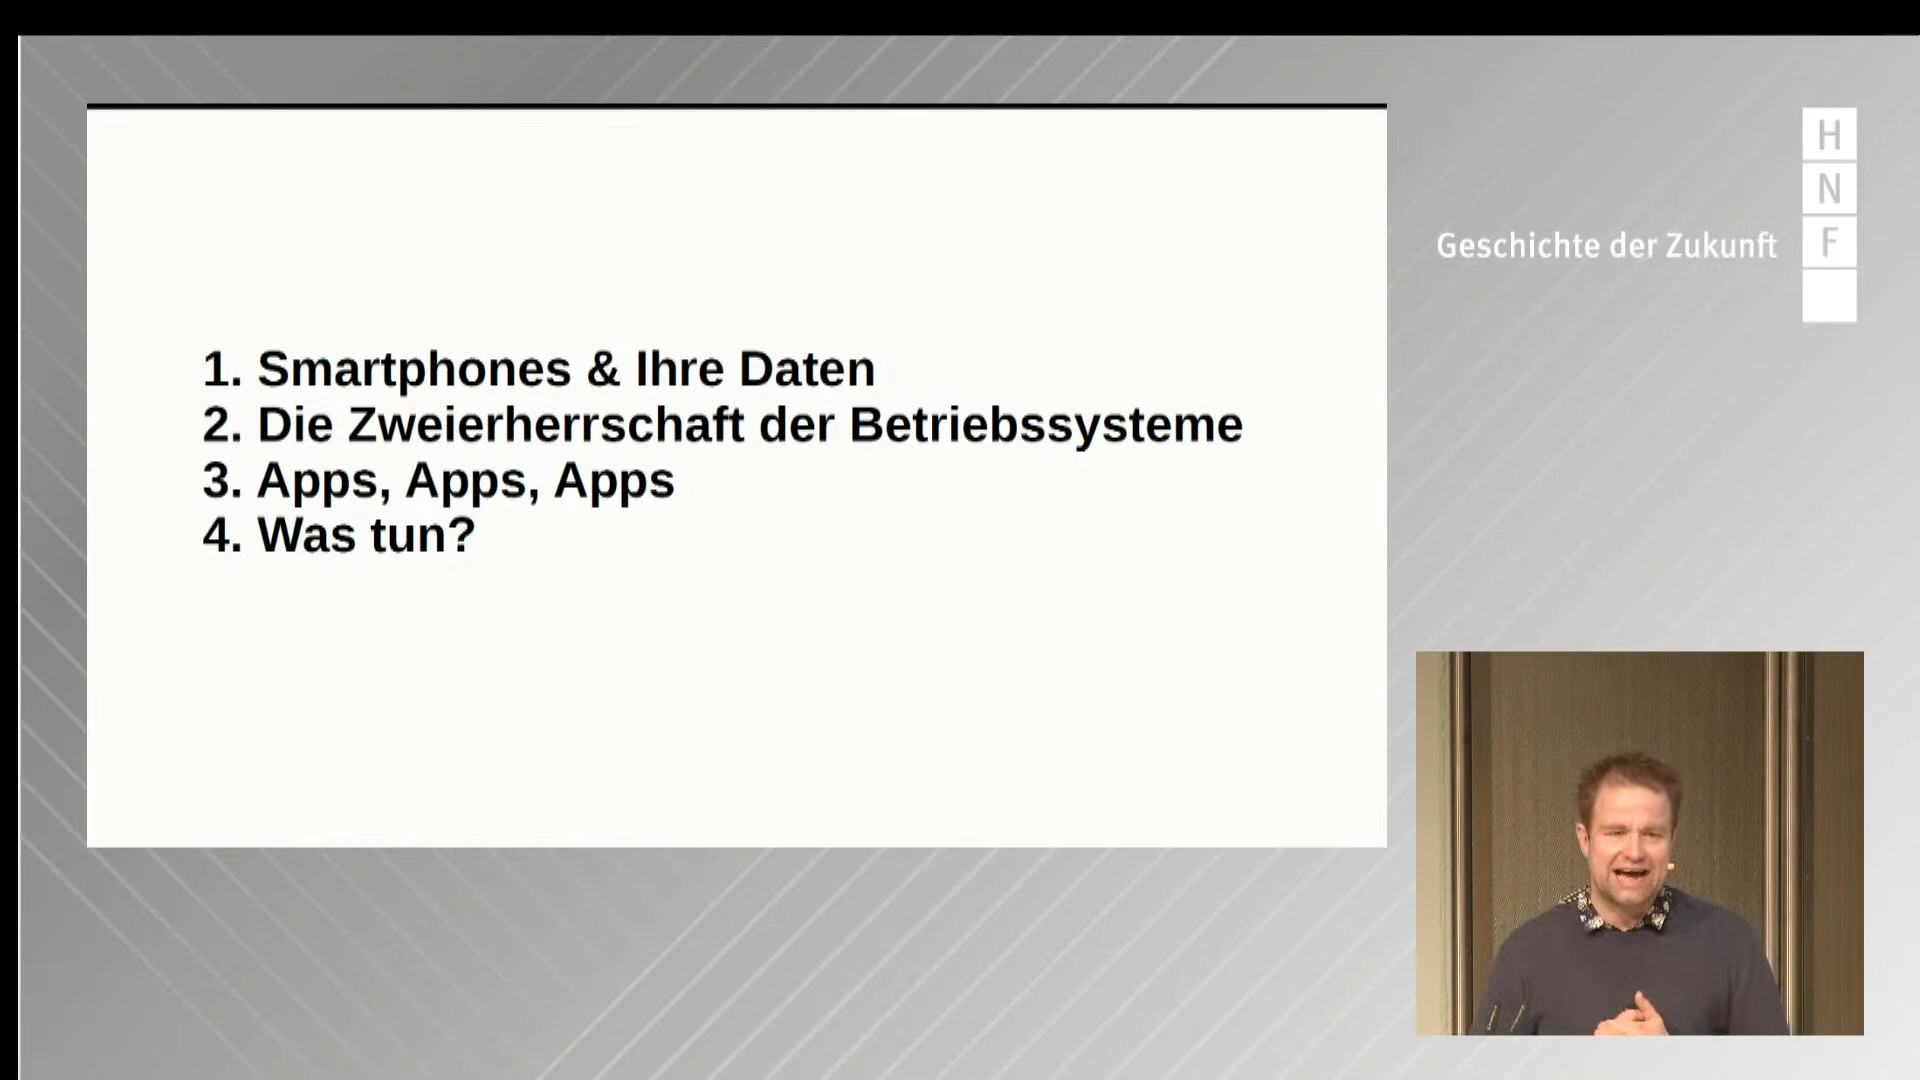 1. Smartphones & Ihre Daten
2. Die Zweierherrschaft der Betriebssysteme
3. Apps, Apps, Apps
4. Was tun?
Geschichte der Zukunft
H
N
F